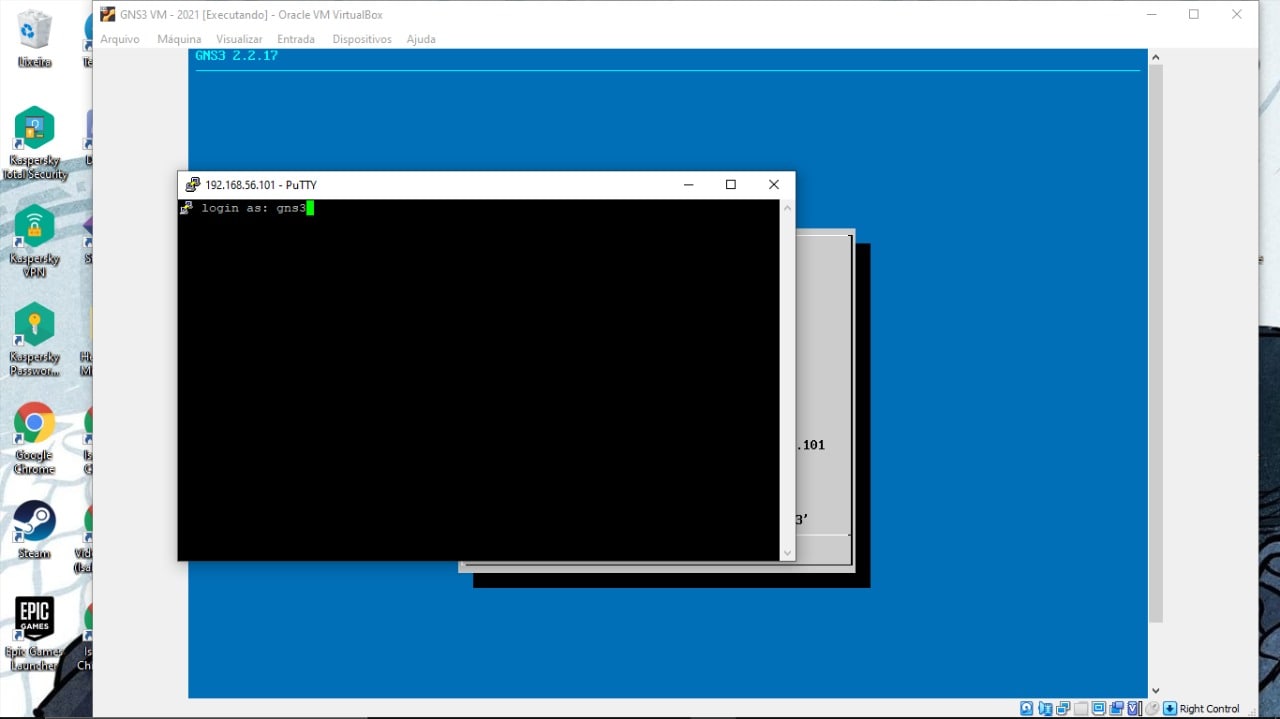 GNS3 VM - 2021 [Executando] - Oracle VM VirtualBox
Arquivo Máquina Visualizar Entrada Dispositivos Ajuda
GNS3 2.2.17
192.168.56.101 - PuTTY
login as: gns3
.101
3'
Lixeira
Kaspersky
Total Security
Kaspersky
VPN
Kaspersky
Passwor...
Google
Chrome
Steam
EPIC
GAMES
Epic Games
Launcher
Right Control